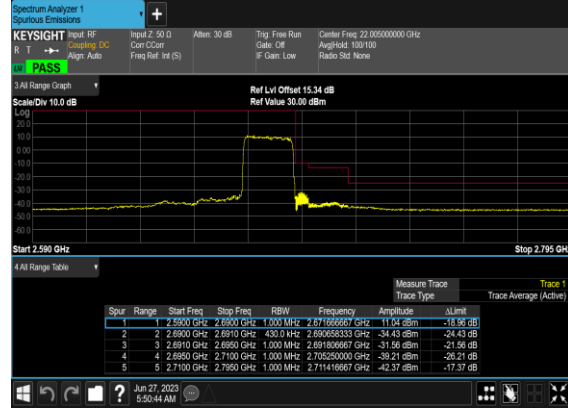 Spectrum Analyzer 1
Spurious Emissions
KEYSIGHT Input: RF
R T Coupling: DC
Align: Auto
LW PASS
Input Z: 50 Ω
Corr CCorr
Freq Ref: Int (S)
Atten: 30 dB
Trig: Free Run
Gate: Off
IF Gain: Low
Center Freq: 22.005000000 GHz
Avg|Hold: 100/100
Radio Std: None
3 All Range Graph
Scale/Div 10.0 dB
Ref Lvl Offset 15.34 dB
Ref Value 30.00 dBm
Log
20.0
10.0
0.00
-10.0
-20.0
-30.0
-40.0
-50.0
-60.0
Start 2.590 GHz
Stop 2.795 GH
4 All Range Table
Measure Trace Trace 1
Trace Type Trace Average (Active)
Spur Range Start Freq Stop Freq RBW Frequency Amplitude ΔLimit
1 1 2.5900 GHz 2.6900 GHz 1.000 MHz 2.671666667 GHz 11.04 dBm -18.96 dB
2 2 2.6900 GHz 2.6910 GHz 430.0 kHz 2.690658333 GHz -34.43 dBm -24.43 dB
3 3 2.6910 GHz 2.6950 GHz 1.000 MHz 2.691806667 GHz -31.56 dBm -21.56 dB
4 4 2.6950 GHz 2.7100 GHz 1.000 MHz 2.705250000 GHz -39.21 dBm -26.21 dB
5 5 2.7100 GHz 2.7950 GHz 1.000 MHz 2.711416667 GHz -42.37 dBm -17.37 dB
Jun 27, 2023
5:50:44 AM